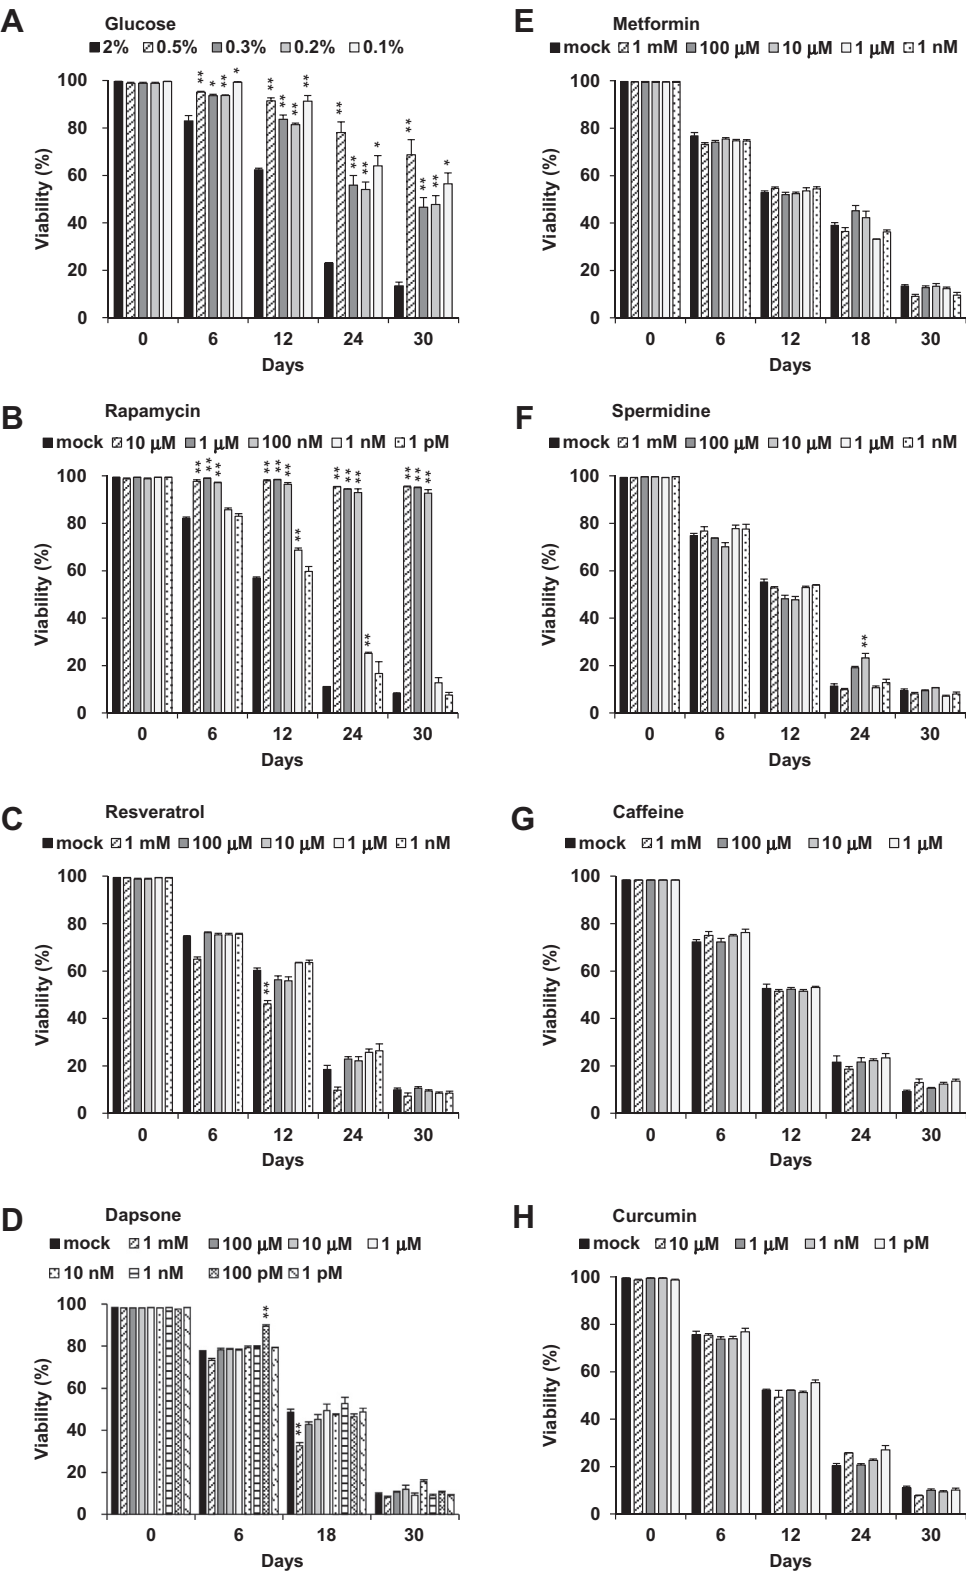 A
Glucose
2% 0.5% 0.3% 0.2% 0.1%
Viability (%)
100
80
60
40
20
0
** * ** *
** ** ** **
** ** ** *
** ** ** *
0 6 12 24 30
Days
B
Rapamycin
mock 10 μM 1 μM 100 nM 1 nM 1 pM
Viability (%)
100
80
60
40
20
0
** ** **
** ** ** **
** ** ** **
** ** **
0 6 12 24 30
Days
C
Resveratrol
mock 1 mM 100 μM 10 μM 1 μM 1 nM
Viability (%)
100
80
60
40
20
0
**
0 6 12 24 30
Days
D
Dapsone
mock 1 mM 100 μM 10 μM 1 μM
10 nM 1 nM 100 pM 1 pM
Viability (%)
100
80
60
40
20
0
**
**
0 6 18 30
Days
E
Metformin
mock 1 mM 100 μM 10 μM 1 μM 1 nM
Viability (%)
100
80
60
40
20
0
0 6 12 18 30
Days
F
Spermidine
mock 1 mM 100 μM 10 μM 1 μM 1 nM
Viability (%)
100
80
60
40
20
0
**
0 6 12 24 30
Days
G
Caffeine
mock 1 mM 100 μM 10 μM 1 μM
Viability (%)
100
80
60
40
20
0
0 6 12 24 30
Days
H
Curcumin
mock 10 μM 1 μM 1 nM 1 pM
Viability (%)
100
80
60
40
20
0
0 6 12 24 30
Days